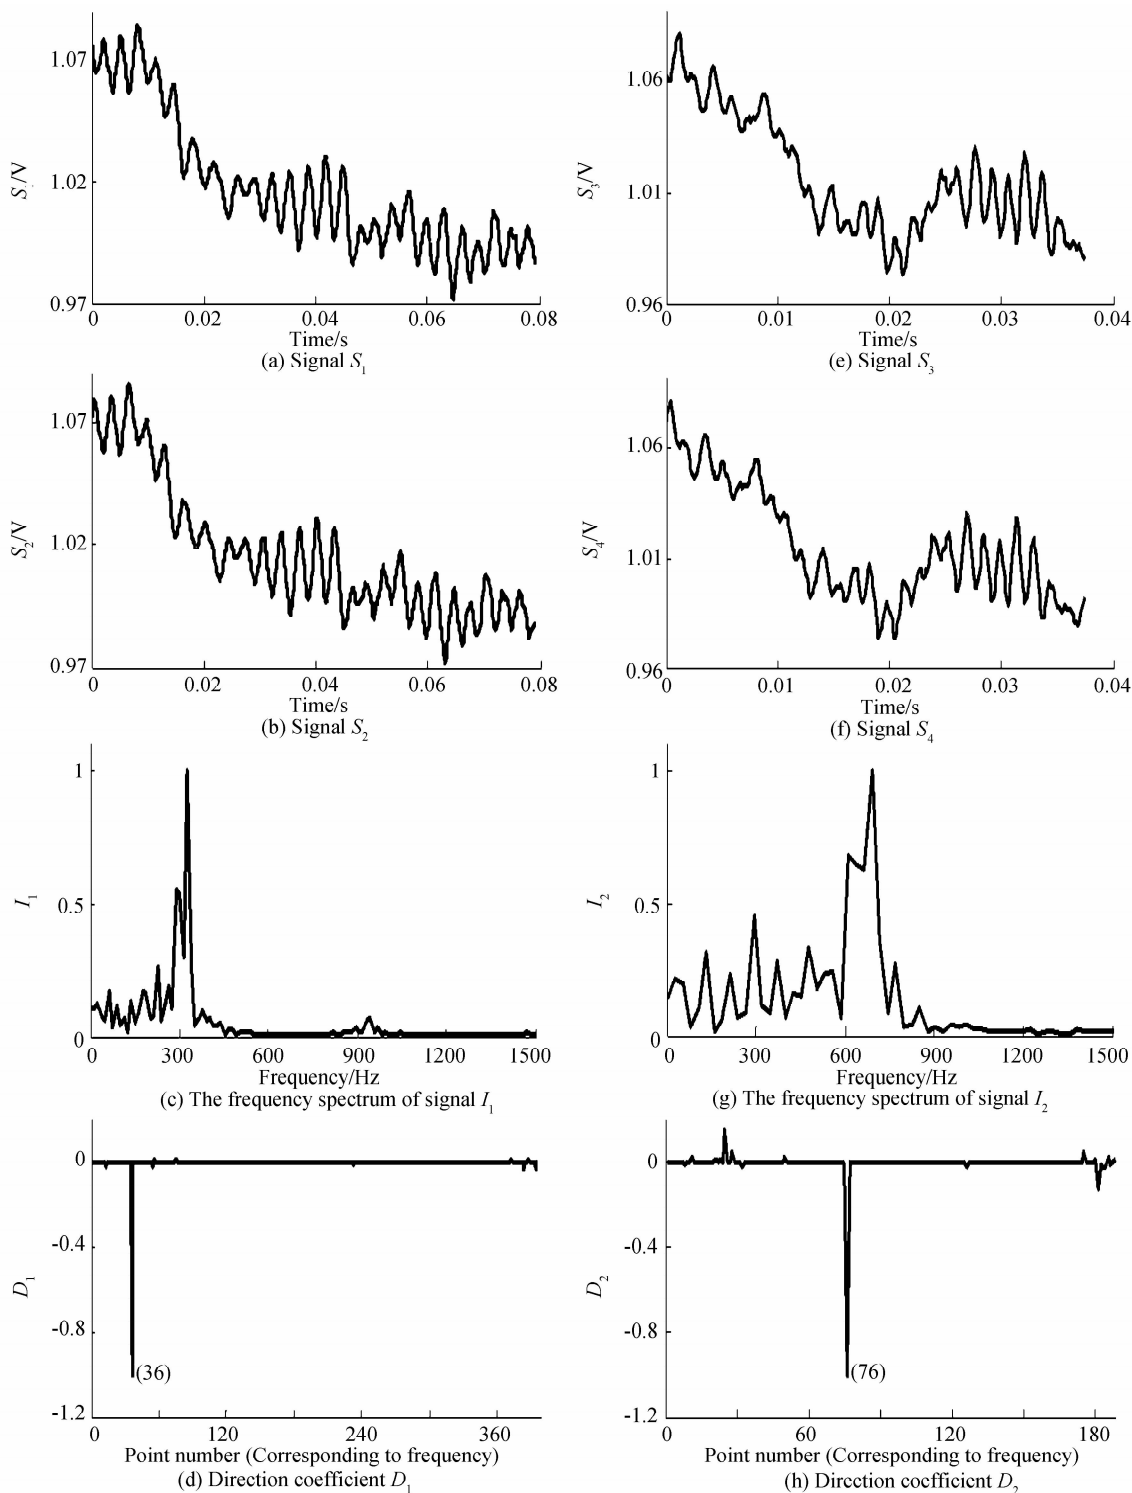 1.07
1.02
0.97
S₁/V
0 0.02 0.04 0.06 0.08
Time/s
(a) Signal S₁
1.06
1.01
0.96
S₃/V
0 0.01 0.02 0.03 0.04
Time/s
(e) Signal S₃
1.07
1.02
0.97
S₂/V
0 0.02 0.04 0.06 0.08
Time/s
(b) Signal S₂
1.06
1.01
0.96
S₄/V
0 0.01 0.02 0.03 0.04
Time/s
(f) Signal S₄
1
0.5
0
I₁
0 300 600 900 1200 1500
Frequency/Hz
(c) The frequency spectrum of signal I₁
1
0.5
0
I₂
0 300 600 900 1200 1500
Frequency/Hz
(g) The frequency spectrum of signal I₂
0
-0.4
-0.8
-1.2
D₁
(36)
0 120 240 360
Point number (Corresponding to frequency)
(d) Direction coefficient D₁
0
-0.4
-0.8
-1.2
D₂
(76)
0 60 120 180
Point number (Corresponding to frequency)
(h) Direction coefficient D₂